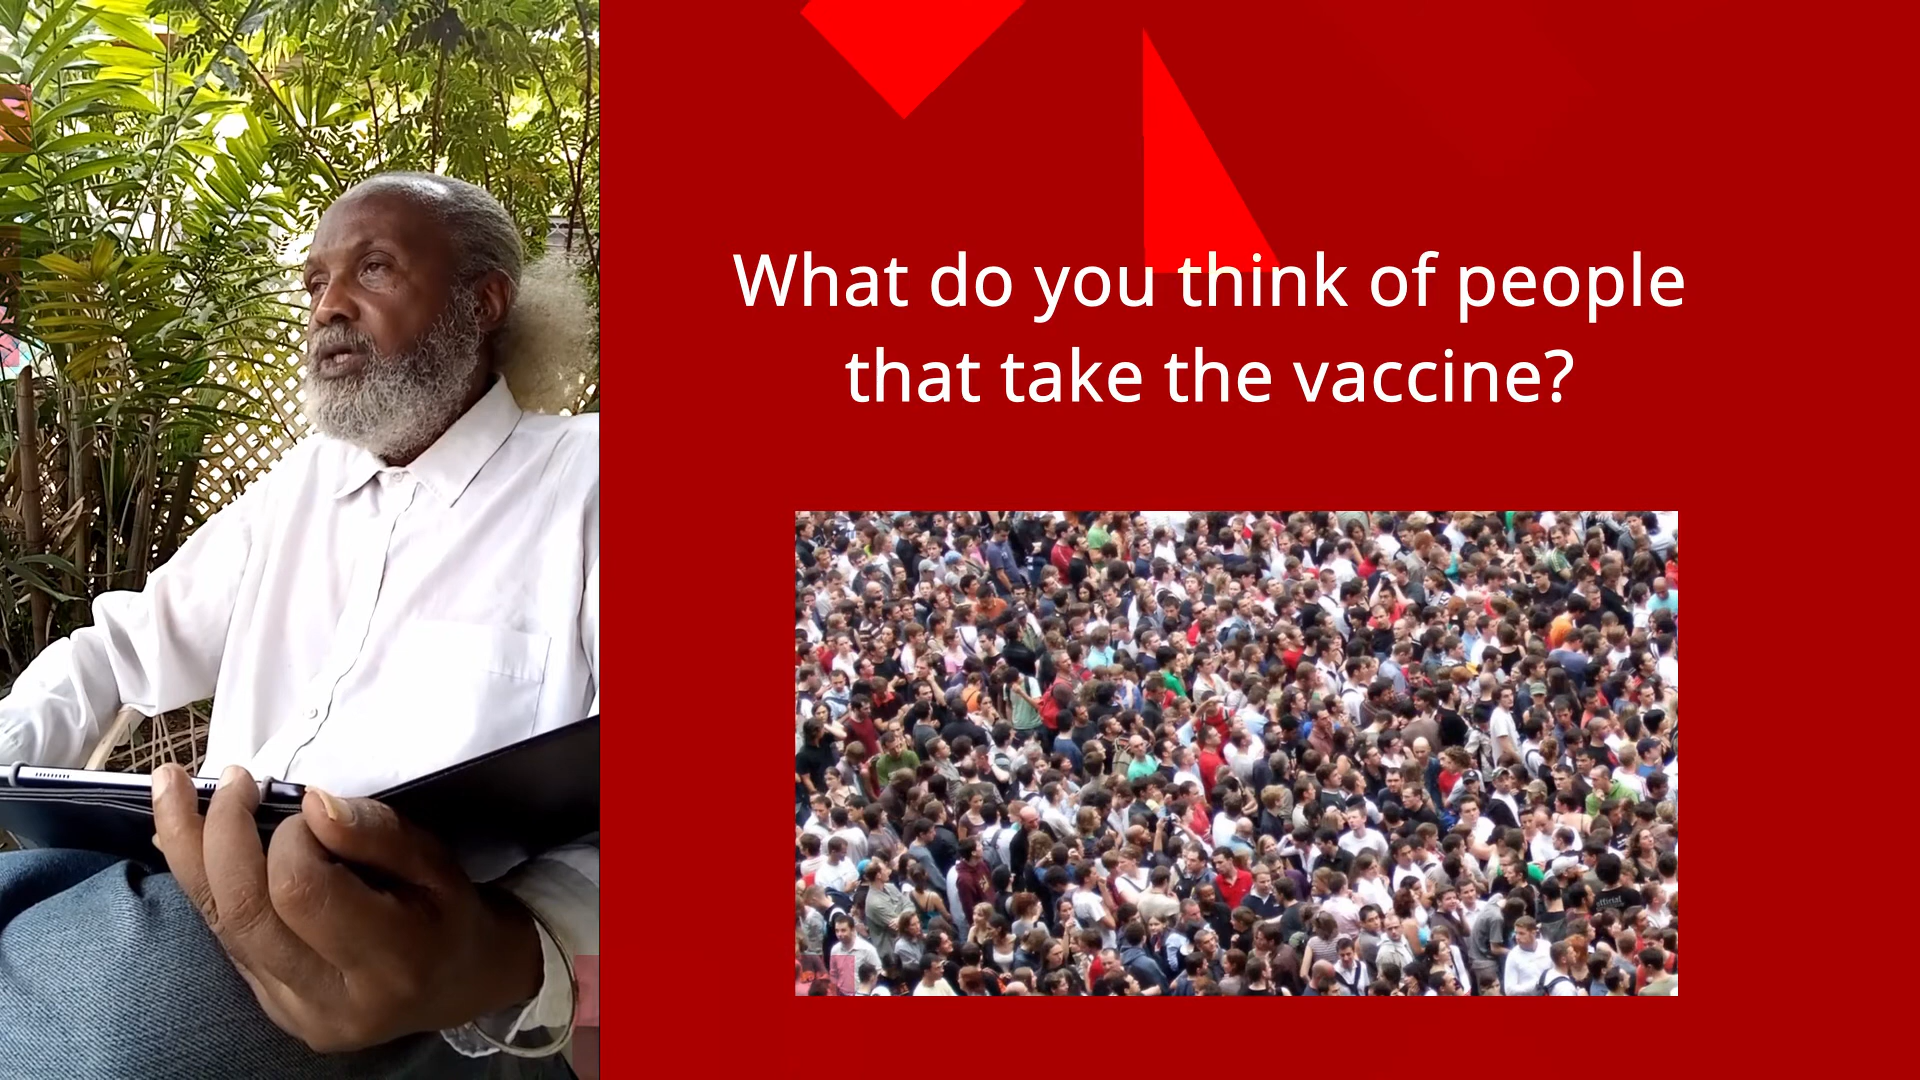 What do you think of people
that take the vaccine?